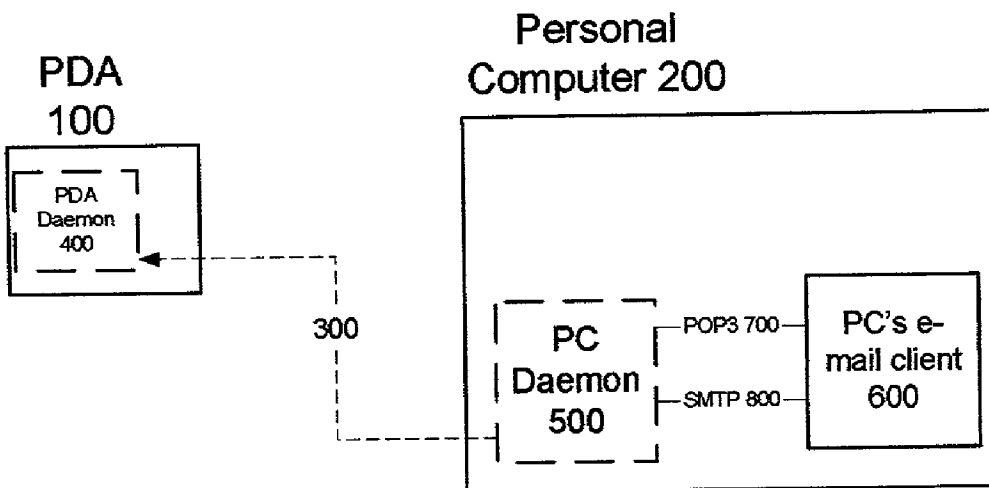 Personal
Computer 200
PDA
100
PDA
Daemon
400
300
PC
Daemon
500
POP3 700
SMTP 800
PC's e-
mail client
600